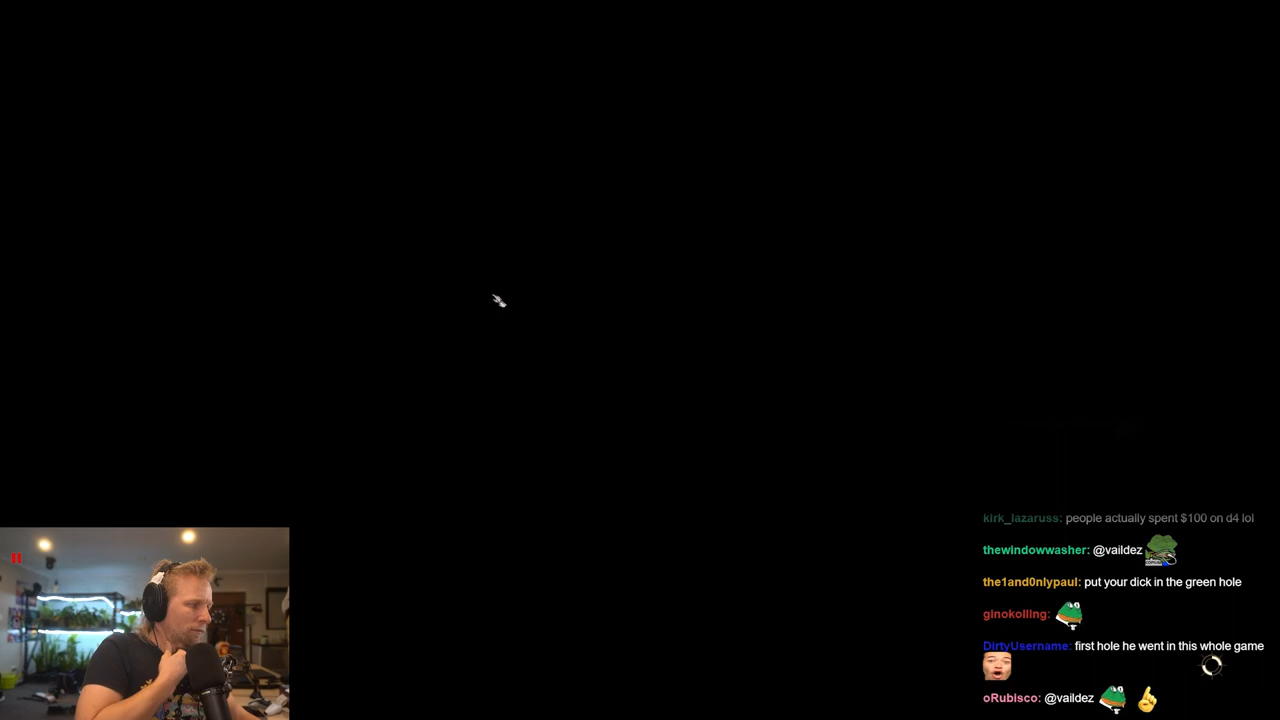 kirk_lazaruss: people actually spent $100 on d4 lol
thewindowwasher: @vaildez
the1and0nlypaul: put your dick in the green hole
ginokolling:
DirtyUsername: first hole he went in this whole game
oRubisco: @vaildez